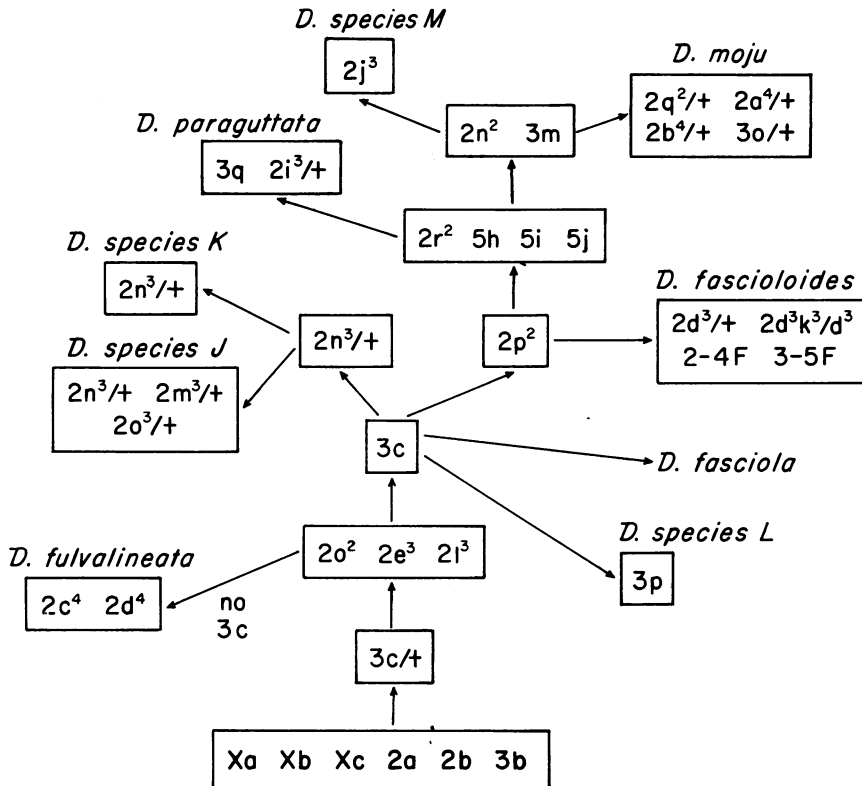 D. species M
2j³
D. moju
2q²/+ 2a⁴/+
2b⁴/+ 3o/+
2n² 3m
D. paraguttata
3q 2i³/+
2r² 5h 5i 5j
D. species K
2n³/+
D. fascioloides
2d³/+ 2d³k³/d³
2-4F 3-5F
2n³/+
2p²
D. species J
2n³/+ 2m³/+
2o³/+
3c
D. fasciola
D. species L
3p
2o² 2e³ 2l³
D. fulvalineata
2c⁴ 2d⁴
no
3c
3c/+
Xa Xb Xc 2a 2b 3b